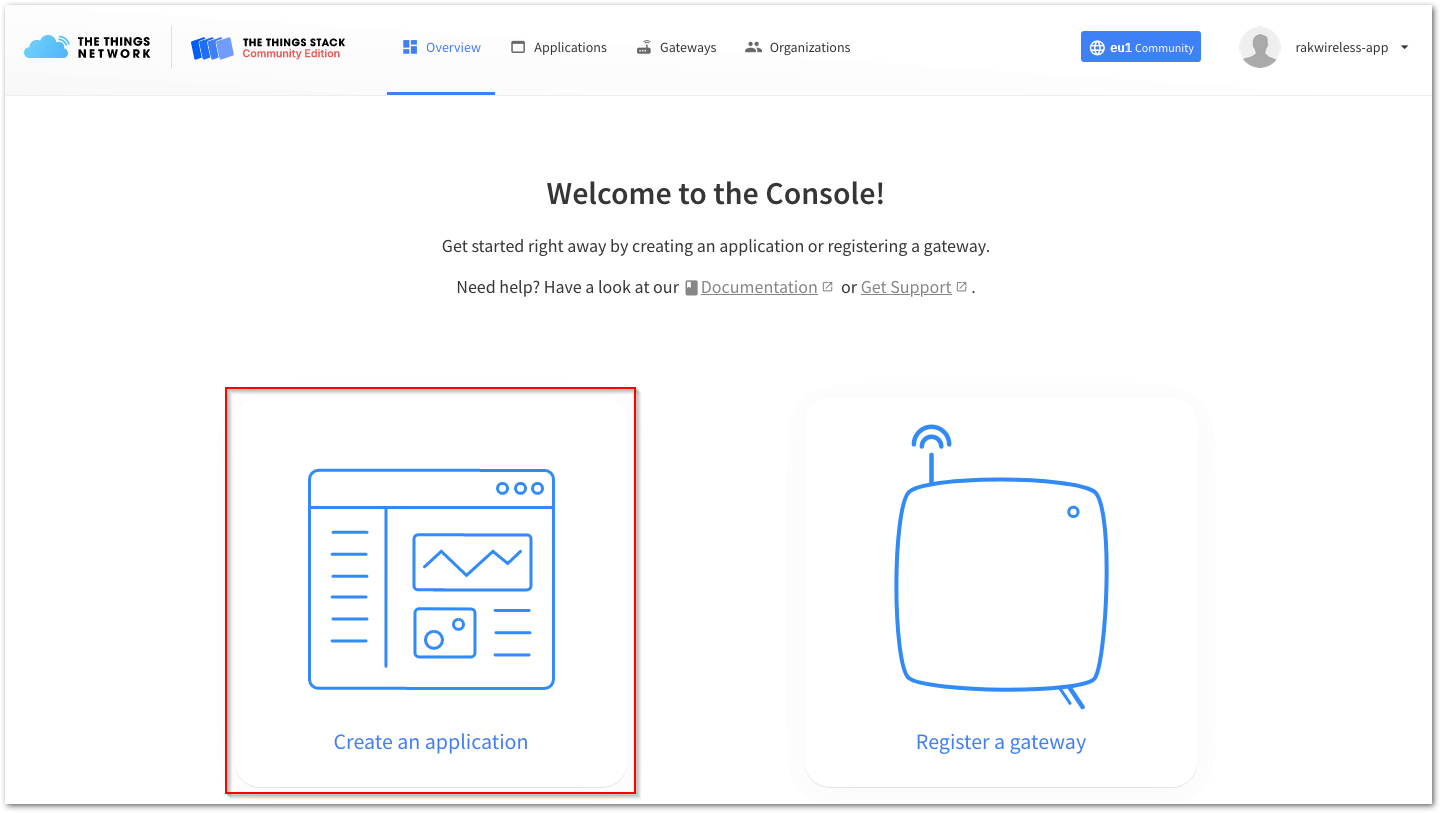 THE THINGS
NETWORK
THE THINGS STACK
Community Edition
Overview
Applications
Gateways
Organizations
eu1 Community
rakwireless-app
Welcome to the Console!
Get started right away by creating an application or registering a gateway.
Need help? Have a look at our Documentation or Get Support .
Create an application
Register a gateway